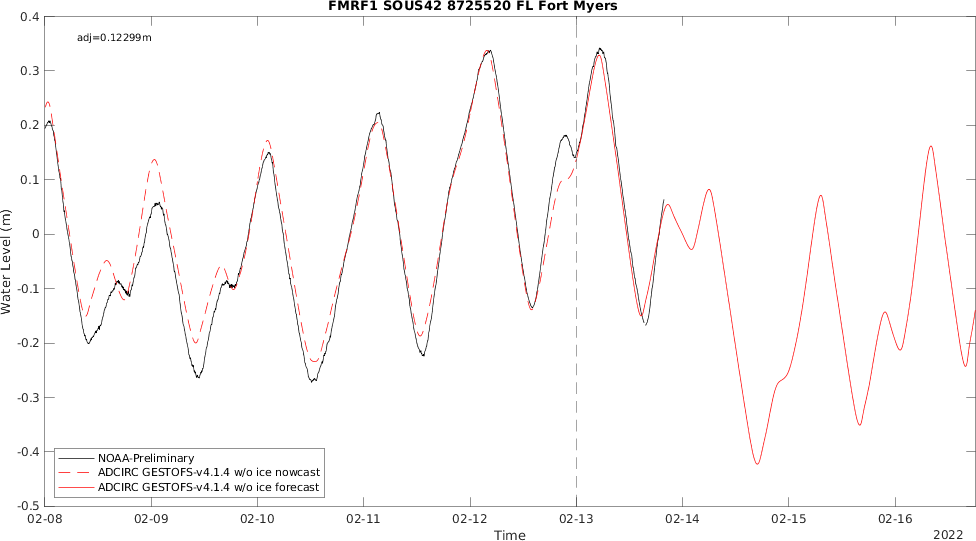 FMRF1 SOUS42 8725520 FL Fort Myers
adj=0.12299m
0.4
0.3
0.2
0.1
0
-0.1
-0.2
-0.3
-0.4
-0.5
Water Level (m)
NOAA-Preliminary
ADCIRC GESTOFS-v4.1.4 w/o ice nowcast
ADCIRC GESTOFS-v4.1.4 w/o ice forecast
02-08 02-09 02-10 02-11 02-12 02-13 02-14 02-15 02-16
Time
2022